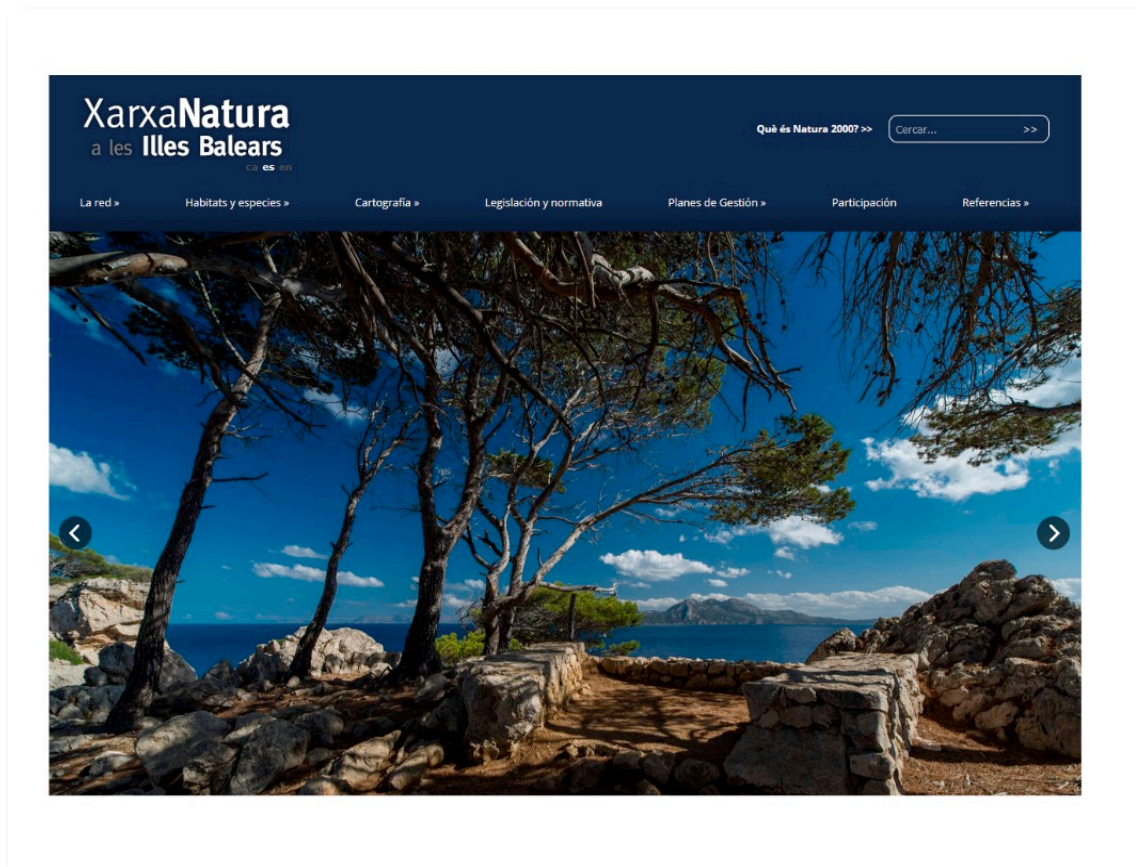 XarxaNatura
a les Illes Balears
ca es en
Què és Natura 2000? >>
Cercar... >>
La red » Habitats y especies » Cartografía » Legislación y normativa Planes de Gestión » Participación Referencias »